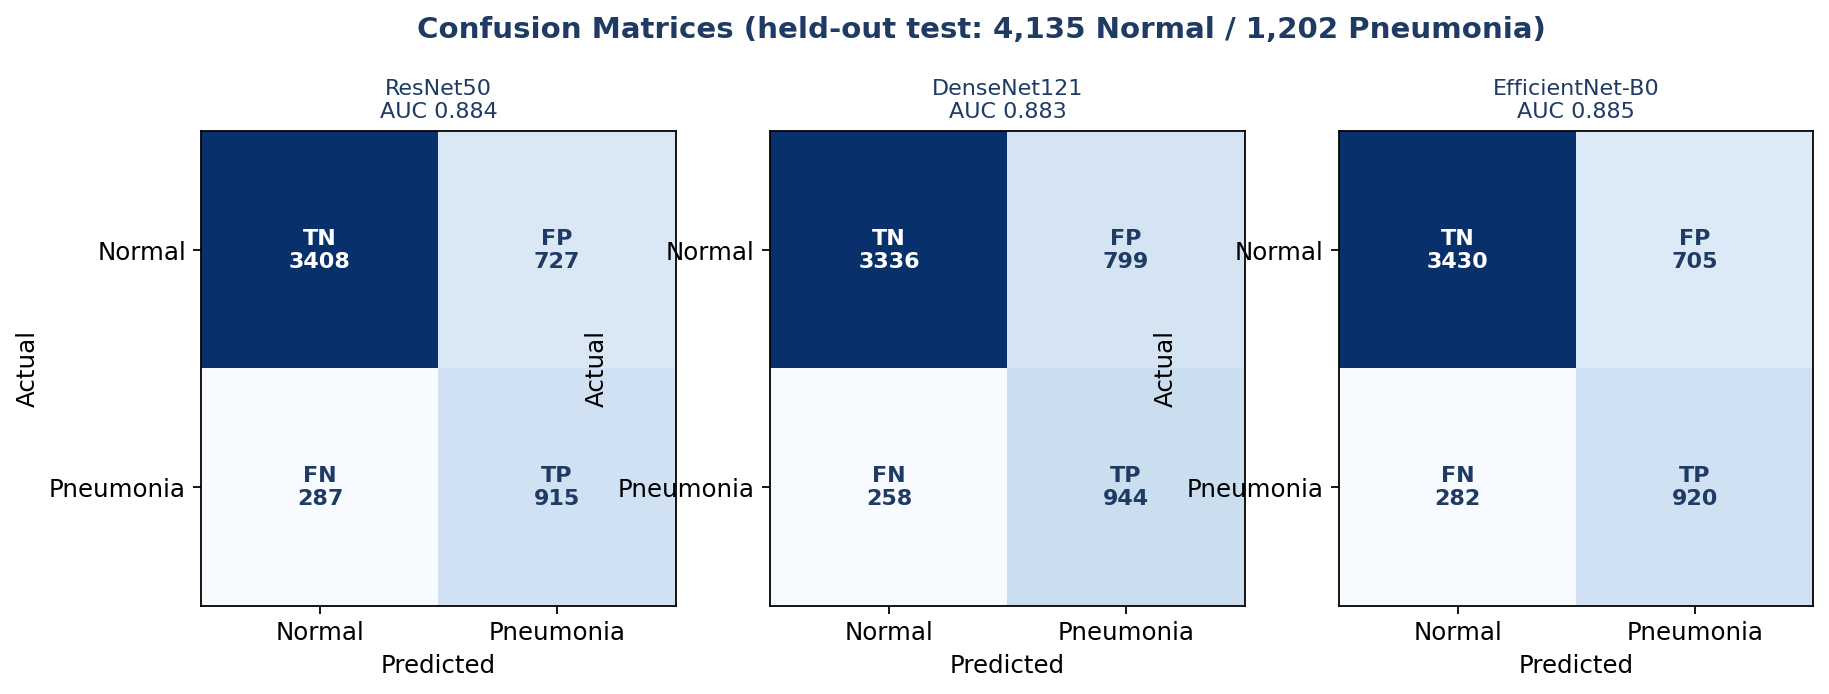 Confusion Matrices (held-out test: 4,135 Normal / 1,202 Pneumonia)
ResNet50
AUC 0.884
Actual
Normal
Pneumonia
TN
3408
FP
727
FN
287
TP
915
Normal
Pneumonia
Predicted
DenseNet121
AUC 0.883
Actual
Normal
Pneumonia
TN
3336
FP
799
FN
258
TP
944
Normal
Pneumonia
Predicted
EfficientNet-B0
AUC 0.885
Actual
Normal
Pneumonia
TN
3430
FP
705
FN
282
TP
920
Normal
Pneumonia
Predicted